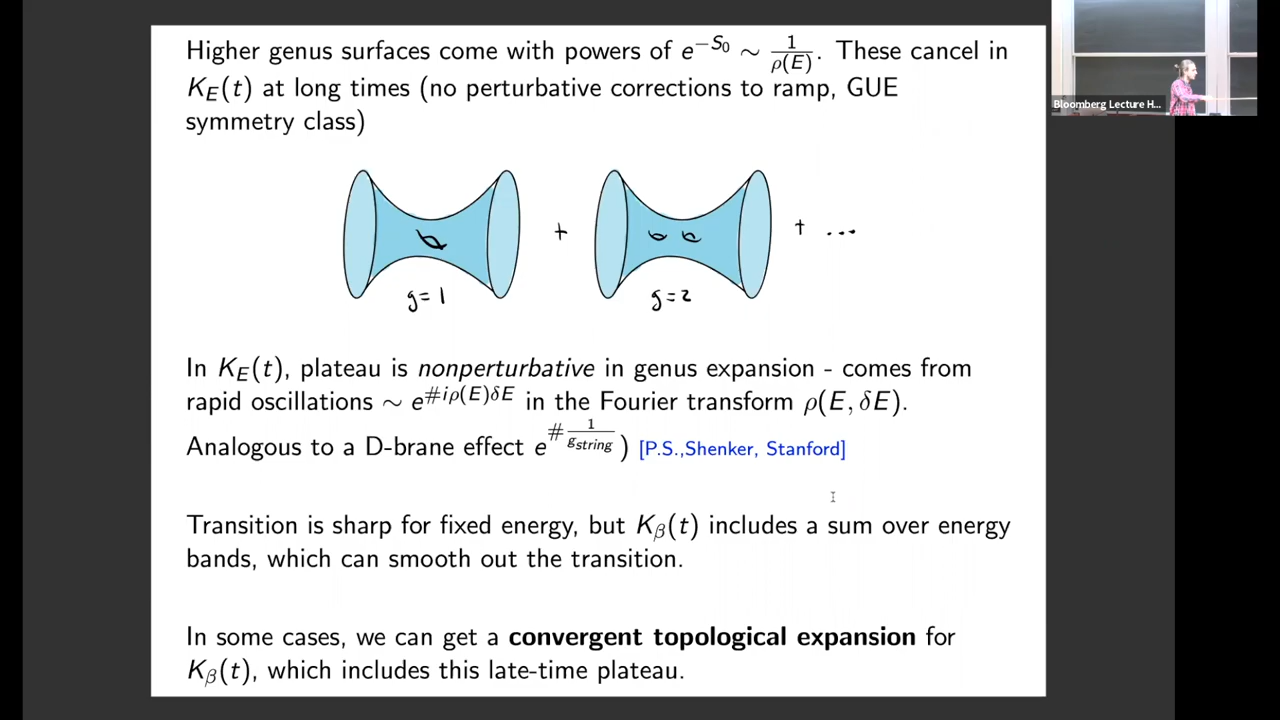 Higher genus surfaces come with powers of e^{-S_0} ∼ \frac{1}{ρ(E)}. These cancel in
K_E(t) at long times (no perturbative corrections to ramp, GUE
symmetry class)
Bloomberg Lecture H...
+ + ...
g=1 g=2
In K_E(t), plateau is nonperturbative in genus expansion - comes from
rapid oscillations ∼ e^{#iρ(E)δE} in the Fourier transform ρ(E, δE).
Analogous to a D-brane effect e^{#\frac{1}{g_{string}}}) [P.S.,Shenker, Stanford]
Transition is sharp for fixed energy, but K_β(t) includes a sum over energy
bands, which can smooth out the transition.
In some cases, we can get a convergent topological expansion for
K_β(t), which includes this late-time plateau.